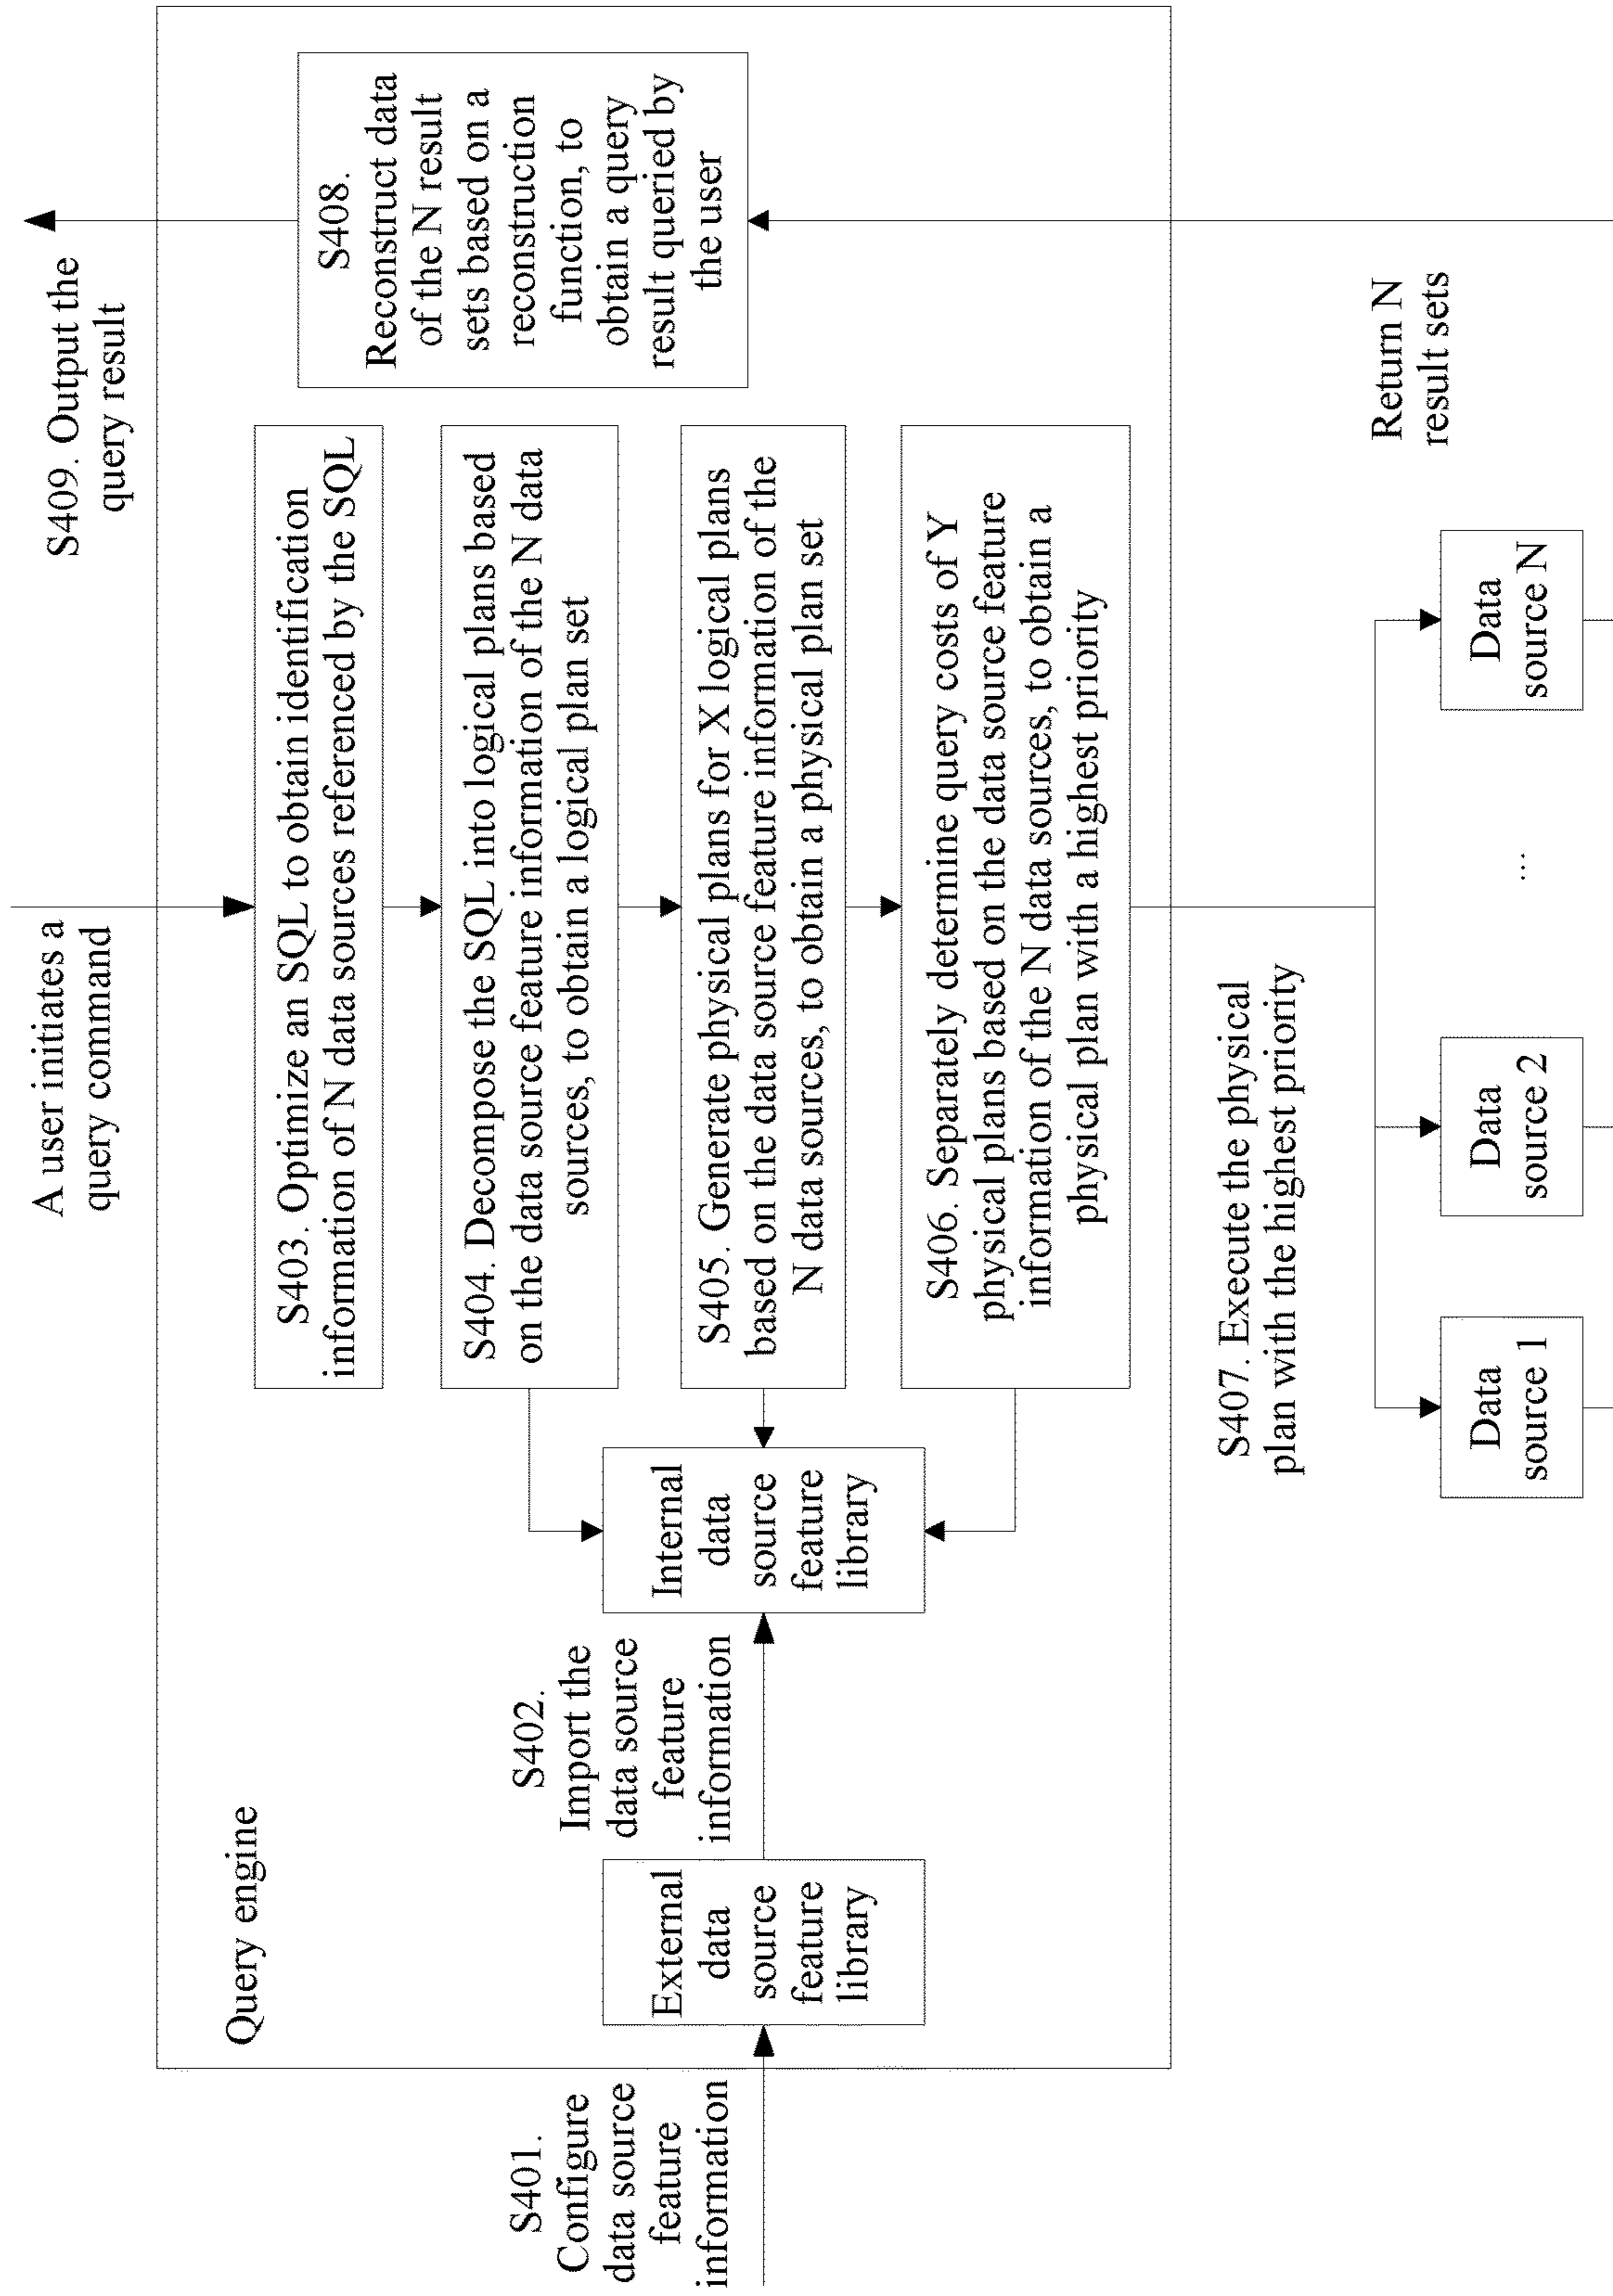 A user initiates a
query command
S409. Output the
query result
Query engine
S401.
Configure
data source
feature
information
External
data
source
feature
library
S402.
Import the
data source
feature
information
Internal
data
source
feature
library
S403. Optimize an SQL to obtain identification
information of N data sources referenced by the SQL
S404. Decompose the SQL into logical plans based
on the data source feature information of the N data
sources, to obtain a logical plan set
S405. Generate physical plans for X logical plans
based on the data source feature information of the
N data sources, to obtain a physical plan set
S406. Separately determine query costs of Y
physical plans based on the data source feature
information of the N data sources, to obtain a
physical plan with a highest priority
S408.
Reconstruct data
of the N result
sets based on a
reconstruction
function, to
obtain a query
result queried by
the user
S407. Execute the physical
plan with the highest priority
Return N
result sets
Data
source 1
Data
source 2
...
Data
source N